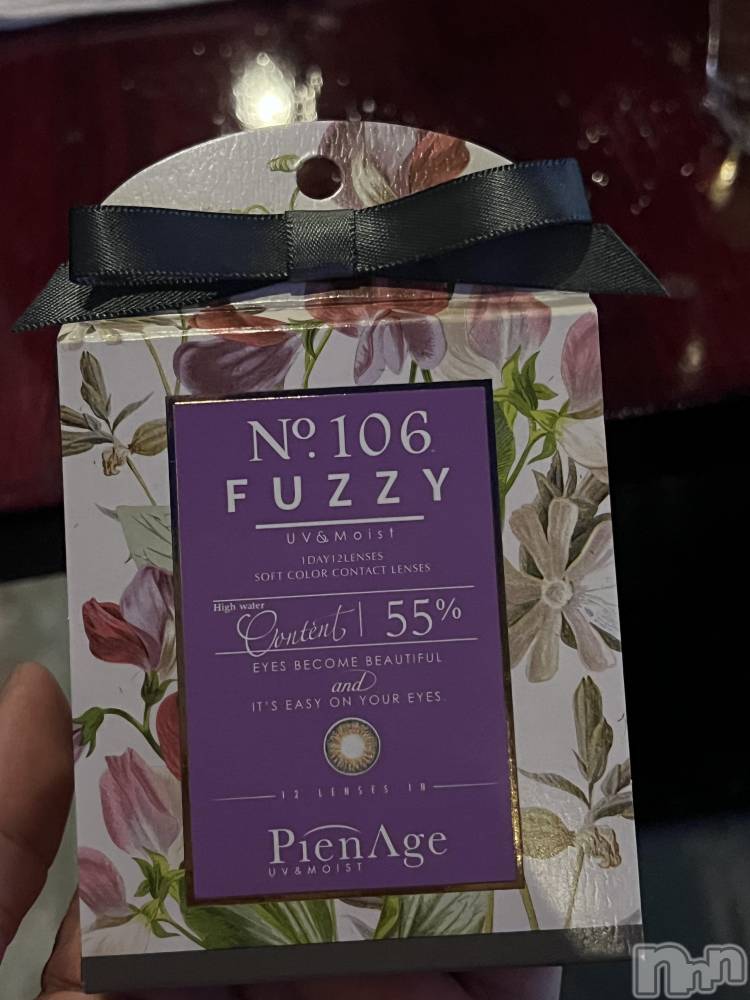 No. 106
FUZZY
UV&Moist
1DAY12LENSES
SOFT COLOR CONTACT LENSES
High water
Content | 55%
EYES BECOME BEAUTIFUL
and
IT'S EASY ON YOUR EYES.
12 LENSES IN
PienAge
UV&MOIST
nnn